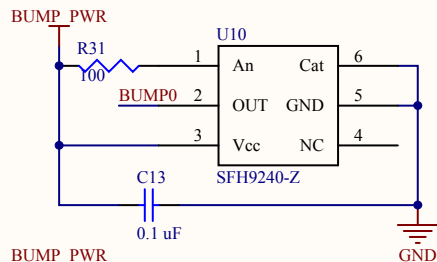 BUMP_PWR
U10
R31
100
1
An
Cat
6
BUMP0
2
OUT
GND
5
3
Vcc
NC
4
C13
SFH9240-Z
0.1 uF
BUMP_PWR
GND